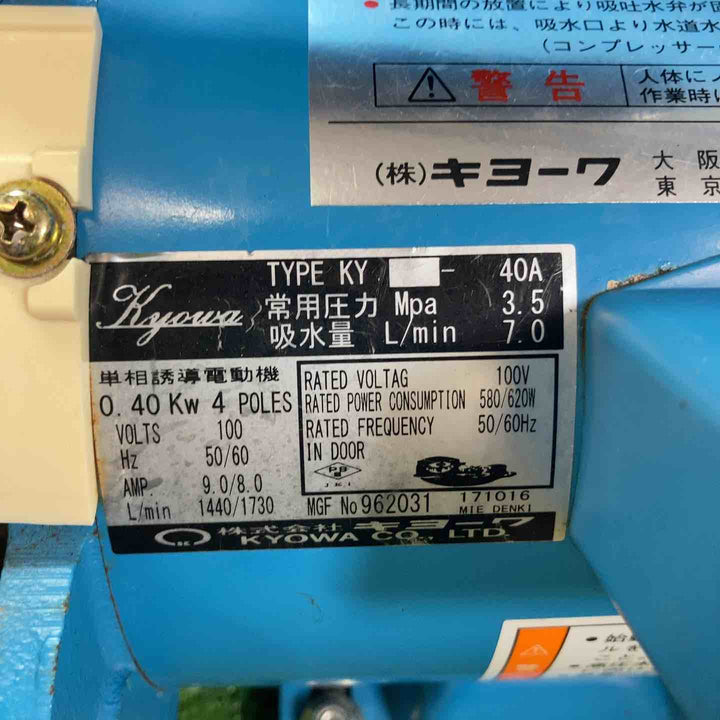 ● 長期間の放置により吸吐水弁が固
この時には、吸水口より水道水
(コンプレッサー
警告
人体に
作業時に
(株)キョーワ
大阪
東京
Kyowa
TYPE KY - 40A
常用圧力 Mpa 3.5
吸水量 L/min 7.0
単相誘導電動機
0.40 Kw 4 POLES
VOLTS 100
Hz 50/60
AMP. 9.0/8.0
L/min 1440/1730
RATED VOLTAG 100V
RATED POWER CONSUMPTION 580/620W
RATED FREQUENCY 50/60Hz
IN DOOR
PS
E
J.E.T
MGF No 962031 171016
MIE DENKI
株式会社 キョーワ
KYOWA CO., LTD.